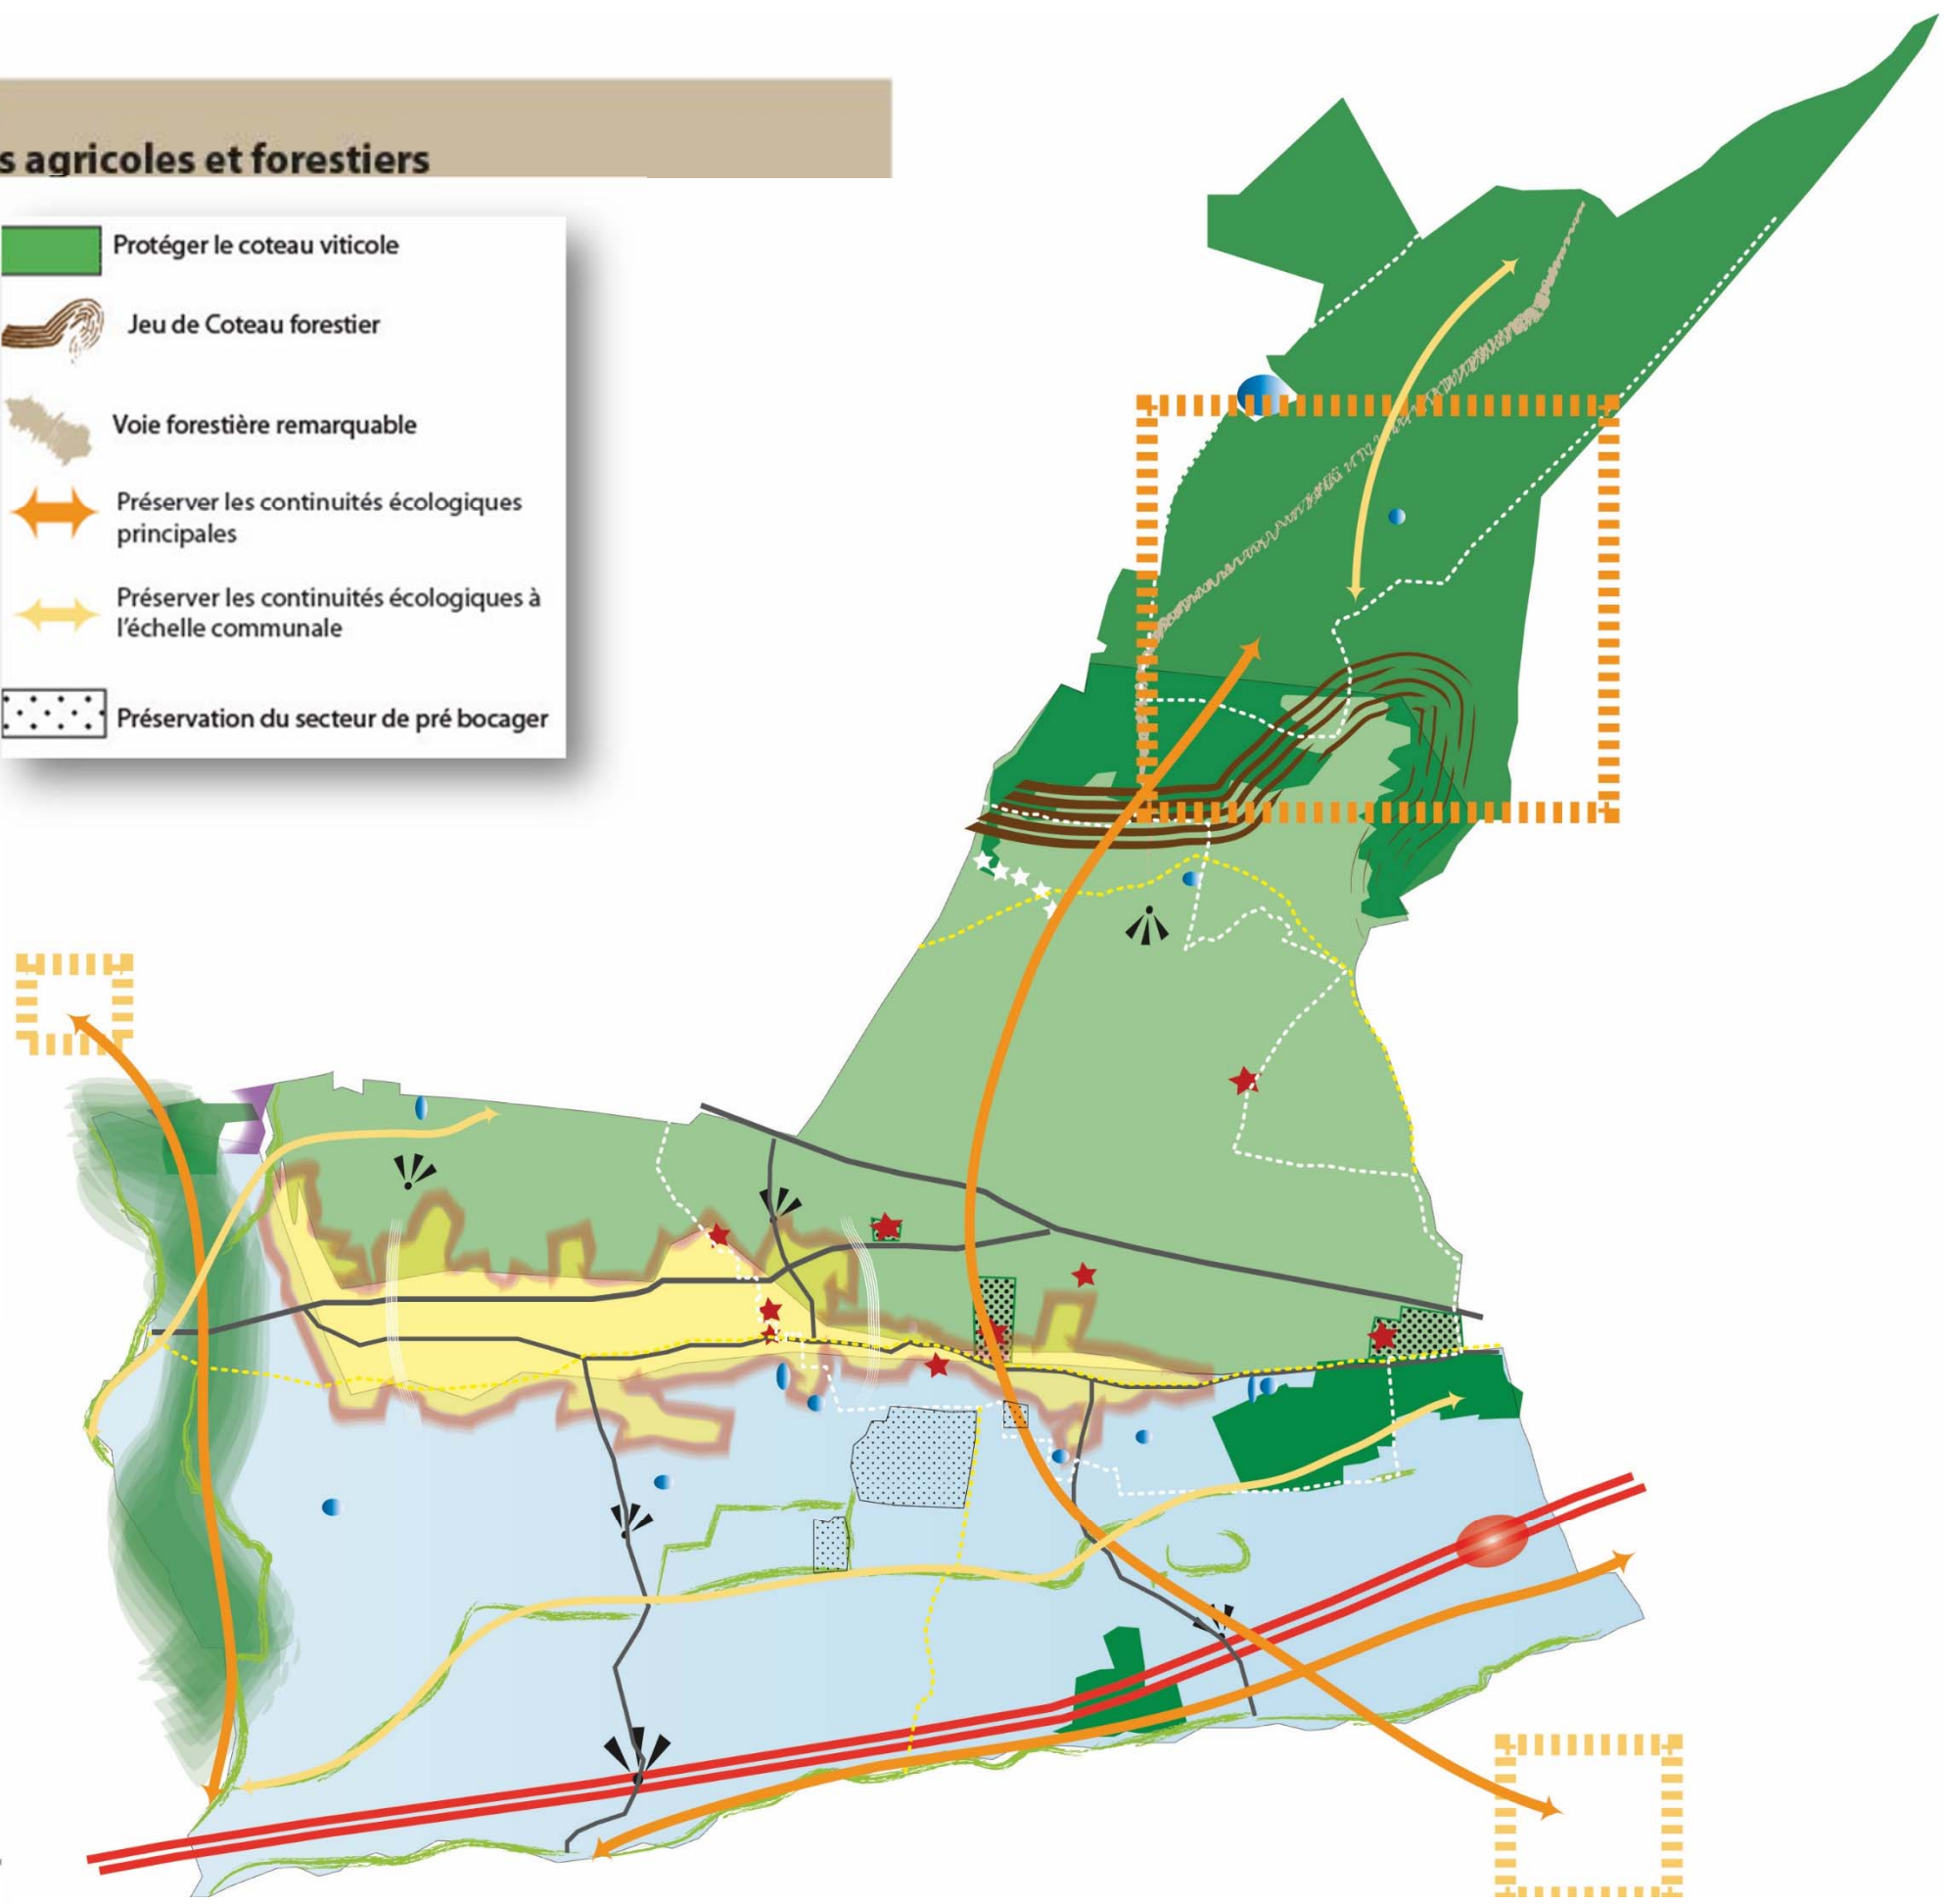 s agricoles et forestiers
Protéger le coteau viticole
Jeu de Coteau forestier
Voie forestière remarquable
Préserver les continuités écologiques
principales
Préserver les continuités écologiques à
l'échelle communale
Préservation du secteur de pré bocager